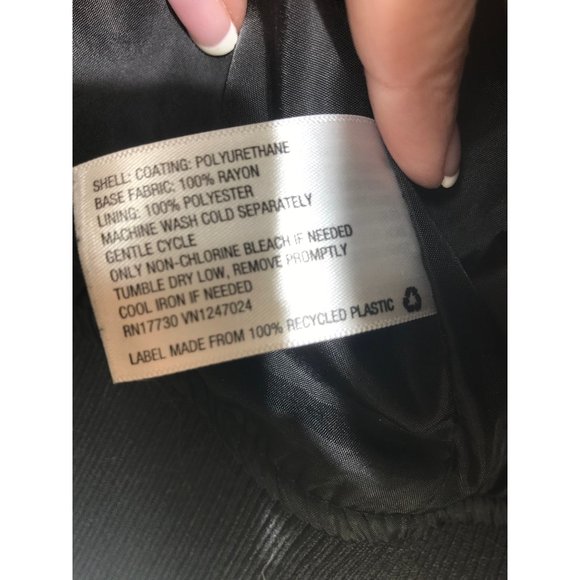 SHELL: COATING: POLYURETHANE
BASE FABRIC: 100% RAYON
LINING: 100% POLYESTER
MACHINE WASH COLD SEPARATELY
GENTLE CYCLE
ONLY NON-CHLORINE BLEACH IF NEEDED
TUMBLE DRY LOW, REMOVE PROMPTLY
COOL IRON IF NEEDED
RN17730 VN1247024
LABEL MADE FROM 100% RECYCLED PLASTIC